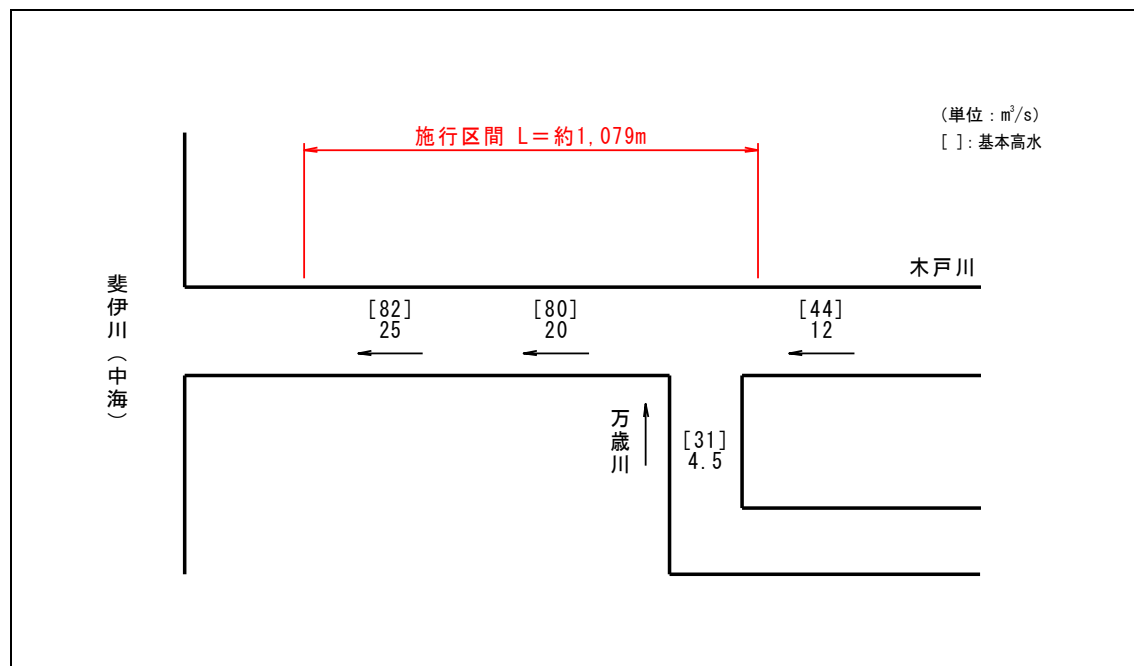 (単位：m³/s)
[ ]：基本高水
施行区間 L＝約1,079m
木戸川
斐伊川（中海）
[82]
25
[80]
20
[44]
12
万歳川
[31]
4.5